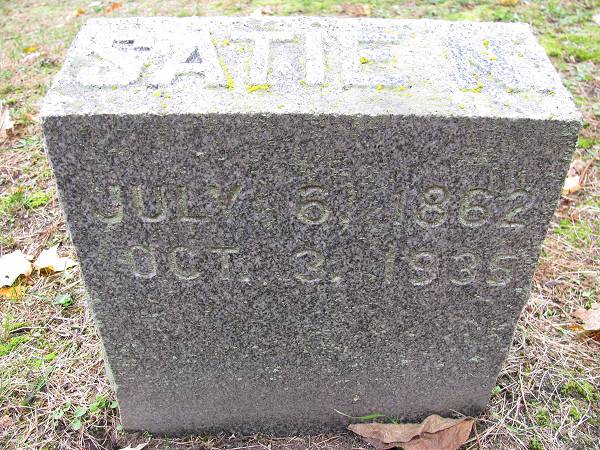 SATIE N
JULY 6, 1862
OCT. 3, 1935